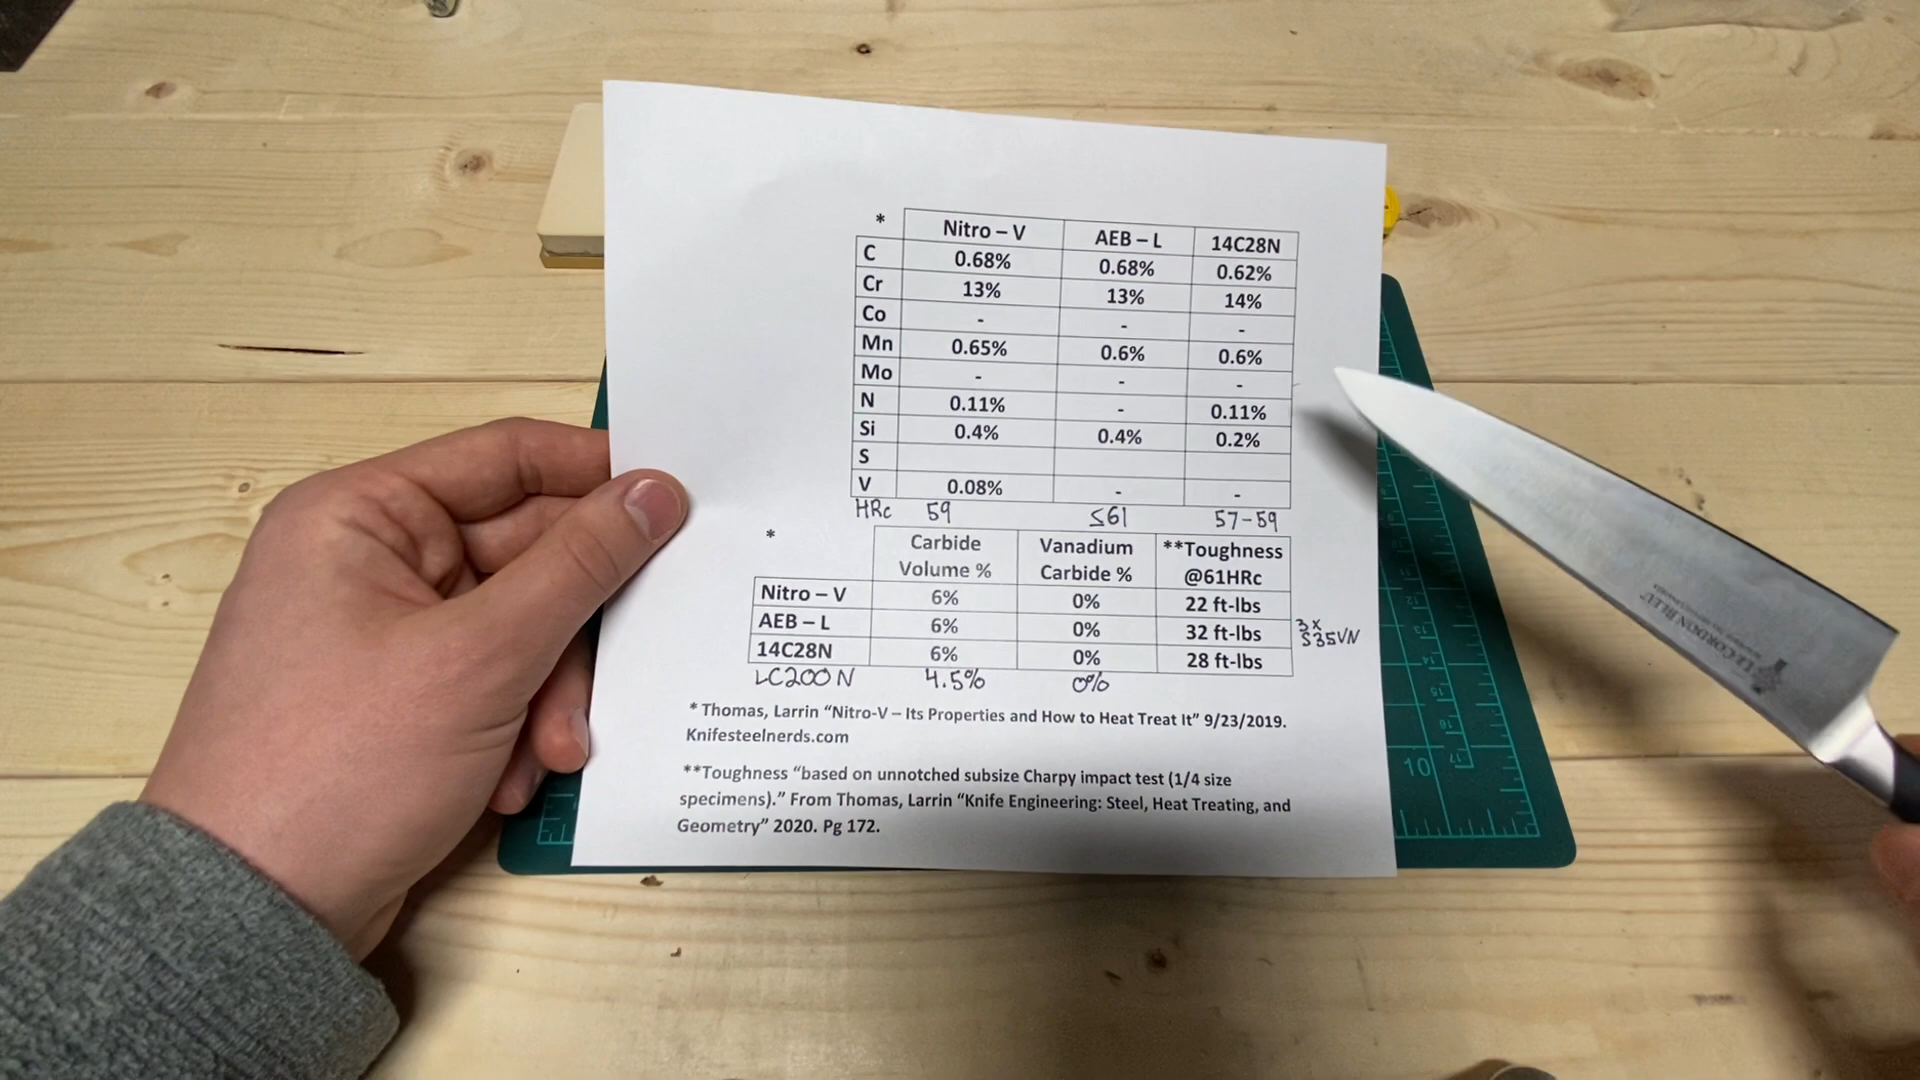 * Nitro – V AEB – L 14C28N
C 0.68% 0.68% 0.62%
Cr 13% 13% 14%
Co - - -
Mn 0.65% 0.6% 0.6%
Mo - - -
N 0.11% - 0.11%
Si 0.4% 0.4% 0.2%
S
V 0.08% - -
HRc 59 ≤61 57-59
* Carbide Volume % Vanadium Carbide % **Toughness @61HRc
Nitro – V 6% 0% 22 ft-lbs
AEB – L 6% 0% 32 ft-lbs 3x S35VN
14C28N 6% 0% 28 ft-lbs
LC200N 4.5% 0%
* Thomas, Larrin “Nitro-V – Its Properties and How to Heat Treat It” 9/23/2019.
Knifesteelnerds.com
**Toughness “based on unnotched subsize Charpy impact test (1/4 size
specimens).” From Thomas, Larrin “Knife Engineering: Steel, Heat Treating, and
Geometry” 2020. Pg 172.
LE CORDON BLEU
10
12
13
15